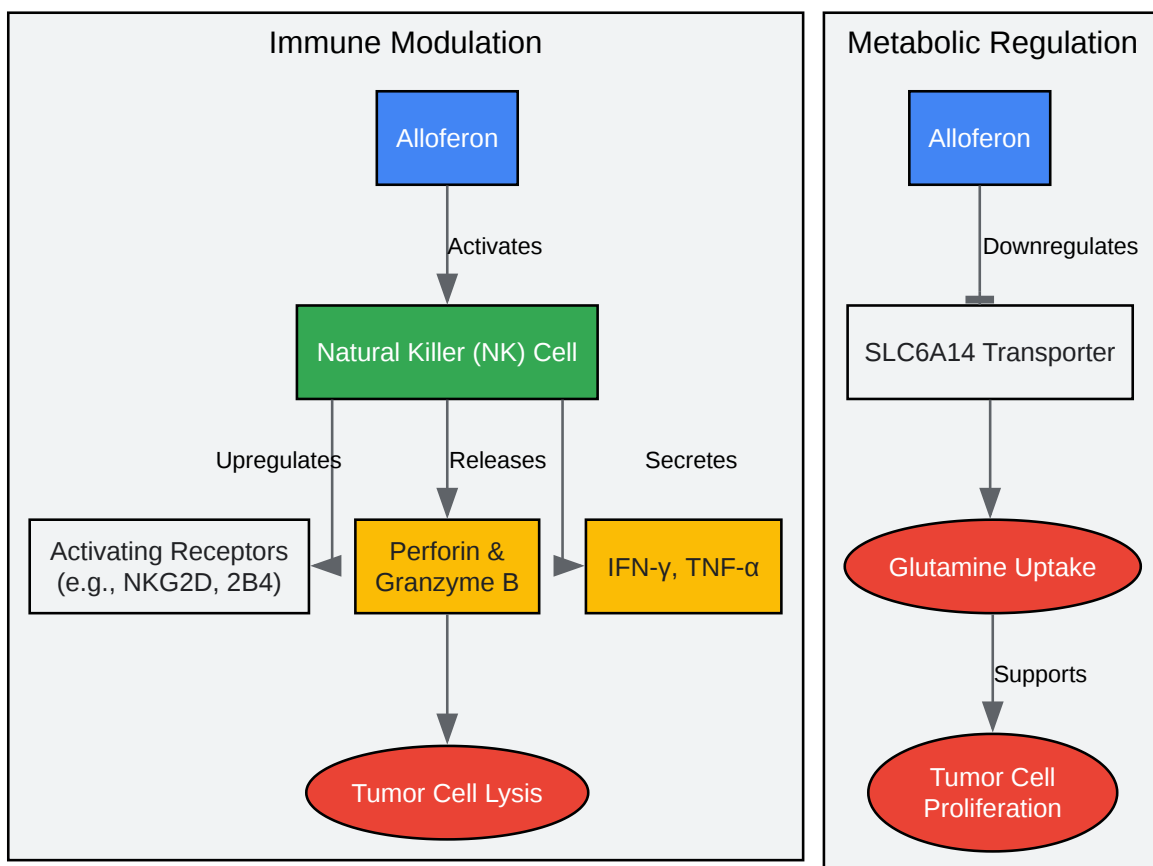 Immune Modulation
Alloferon
Activates
Natural Killer (NK) Cell
Upregulates
Releases
Secretes
Activating Receptors
(e.g., NKG2D, 2B4)
Perforin &
Granzyme B
IFN-γ, TNF-α
Tumor Cell Lysis
Metabolic Regulation
Alloferon
Downregulates
SLC6A14 Transporter
Glutamine Uptake
Supports
Tumor Cell
Proliferation